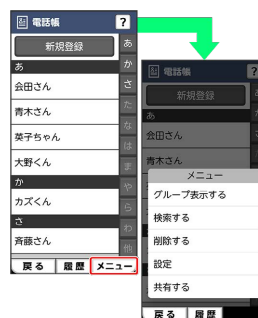 電話帳 ?
新規登録
あ
会田さん
青木さん
英子ちゃん
大野くん
か
カズくん
さ
斉藤さん
あ
か
さ
た
な
は
ま
や
ら
わ
他
戻る 履歴 メニュー
電話帳 ?
新規登録
あ
あ
会田さん
青木さん
メニュー
グループ表示する
検索する
削除する
設定
共有する
戻る 履歴